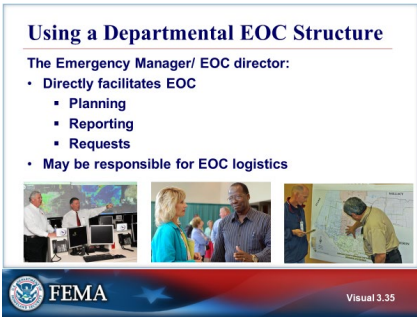 Using a Departmental EOC Structure
The Emergency Manager/ EOC director:
• Directly facilitates EOC
▪ Planning
▪ Reporting
▪ Requests
• May be responsible for EOC logistics
FEMA
Visual 3.35